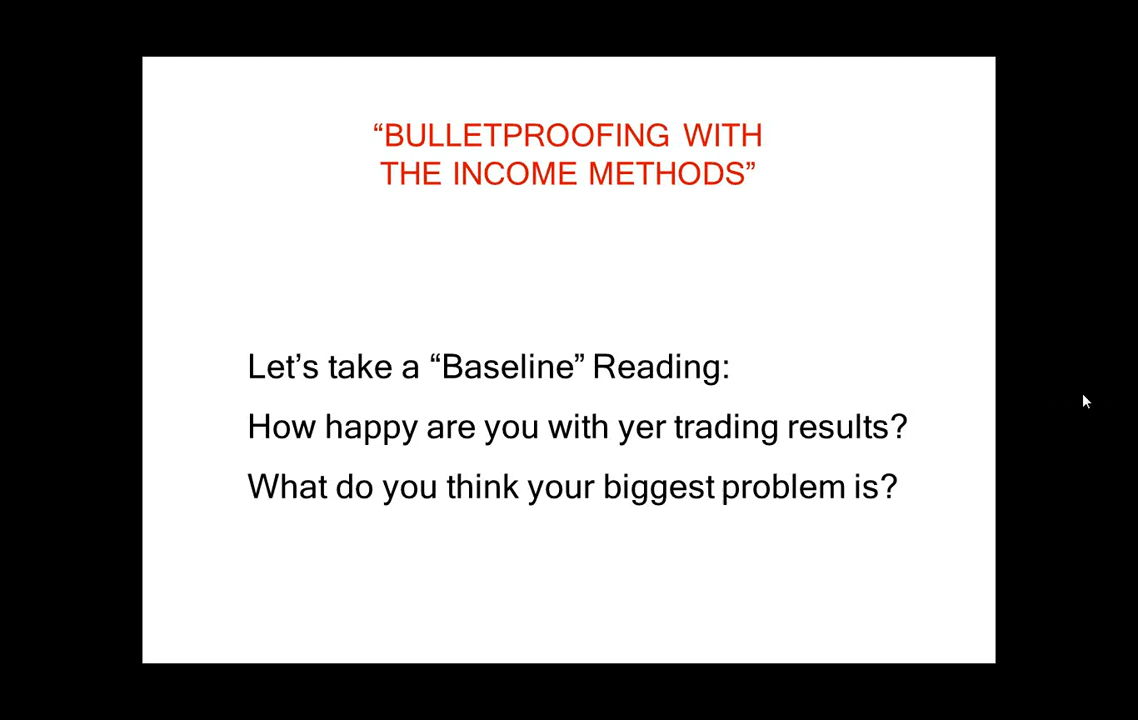 “BULLETPROOFING WITH
THE INCOME METHODS”
Let’s take a “Baseline” Reading:
How happy are you with yer trading results?
What do you think your biggest problem is?